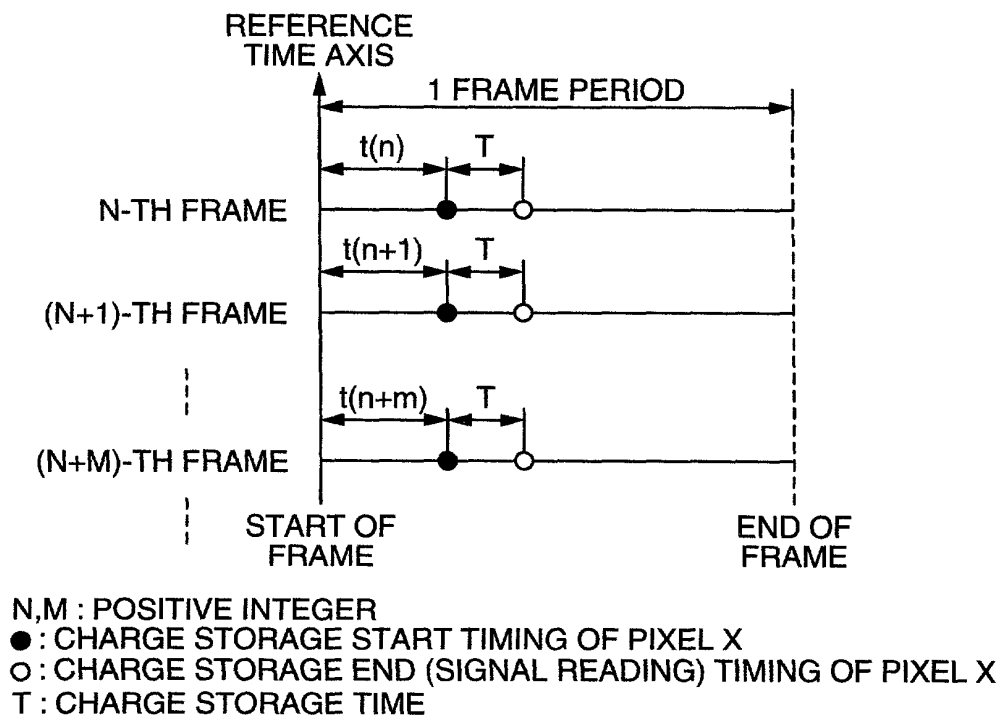 REFERENCE
TIME AXIS
1 FRAME PERIOD
t(n) T
N-TH FRAME
t(n+1) T
(N+1)-TH FRAME
t(n+m) T
(N+M)-TH FRAME
START OF
FRAME
END OF
FRAME
N,M : POSITIVE INTEGER
● : CHARGE STORAGE START TIMING OF PIXEL X
○ : CHARGE STORAGE END (SIGNAL READING) TIMING OF PIXEL X
T : CHARGE STORAGE TIME